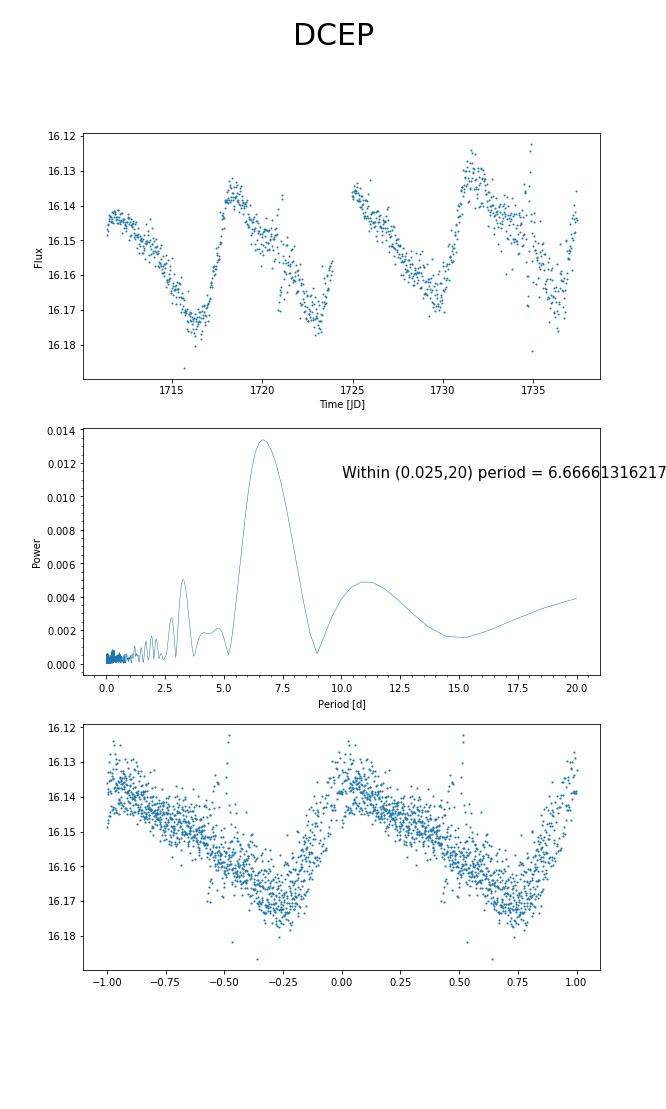 DCEP
16.12
16.13
16.14
16.15
16.16
16.17
16.18
Flux
1715 1720 1725 1730 1735
Time [JD]
0.014
0.012
0.010
0.008
0.006
0.004
0.002
0.000
Power
Within (0.025,20) period = 6.66661316217
0.0 2.5 5.0 7.5 10.0 12.5 15.0 17.5 20.0
Period [d]
16.12
16.13
16.14
16.15
16.16
16.17
16.18
−1.00 −0.75 −0.50 −0.25 0.00 0.25 0.50 0.75 1.00